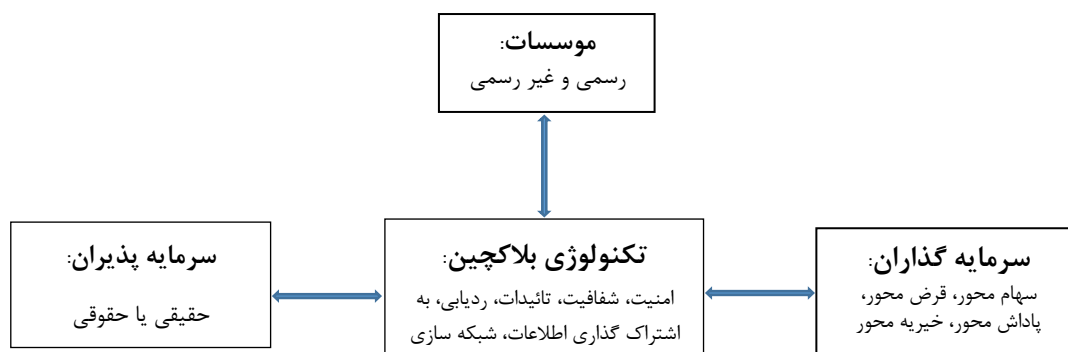 موسسات:
رسمی و غیر رسمی
سرمایه گذاران:
سهام محور، قرض محور،
پاداش محور، خیریه محور
تکنولوژی بلاکچین:
امنیت، شفافیت، تائیدات، ردیابی، به
اشتراک گذاری اطلاعات، شبکه سازی
سرمایه پذیران:
حقیقی یا حقوقی